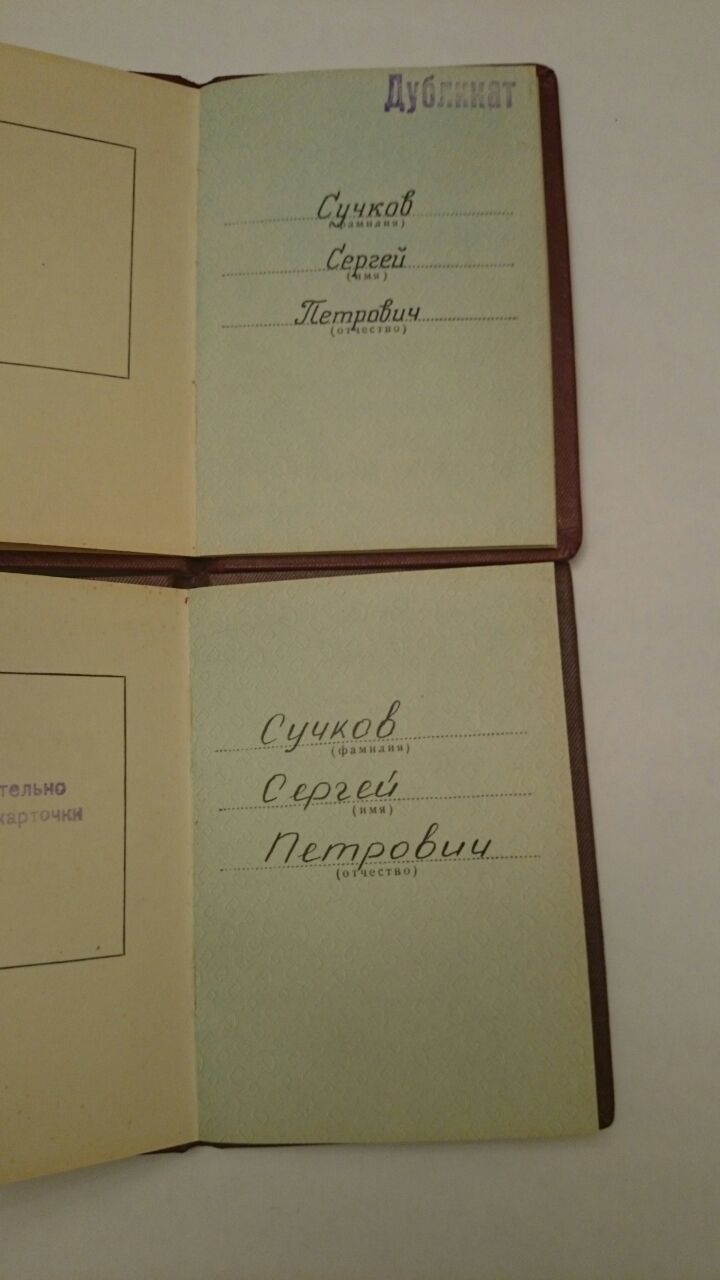 Дубликат
Сучков
(фамилия)
Сергей
(имя)
Петрович
(отчество)
Сучков
(фамилия)
Сергей
(имя)
Петрович
(отчество)
тельно
карточки